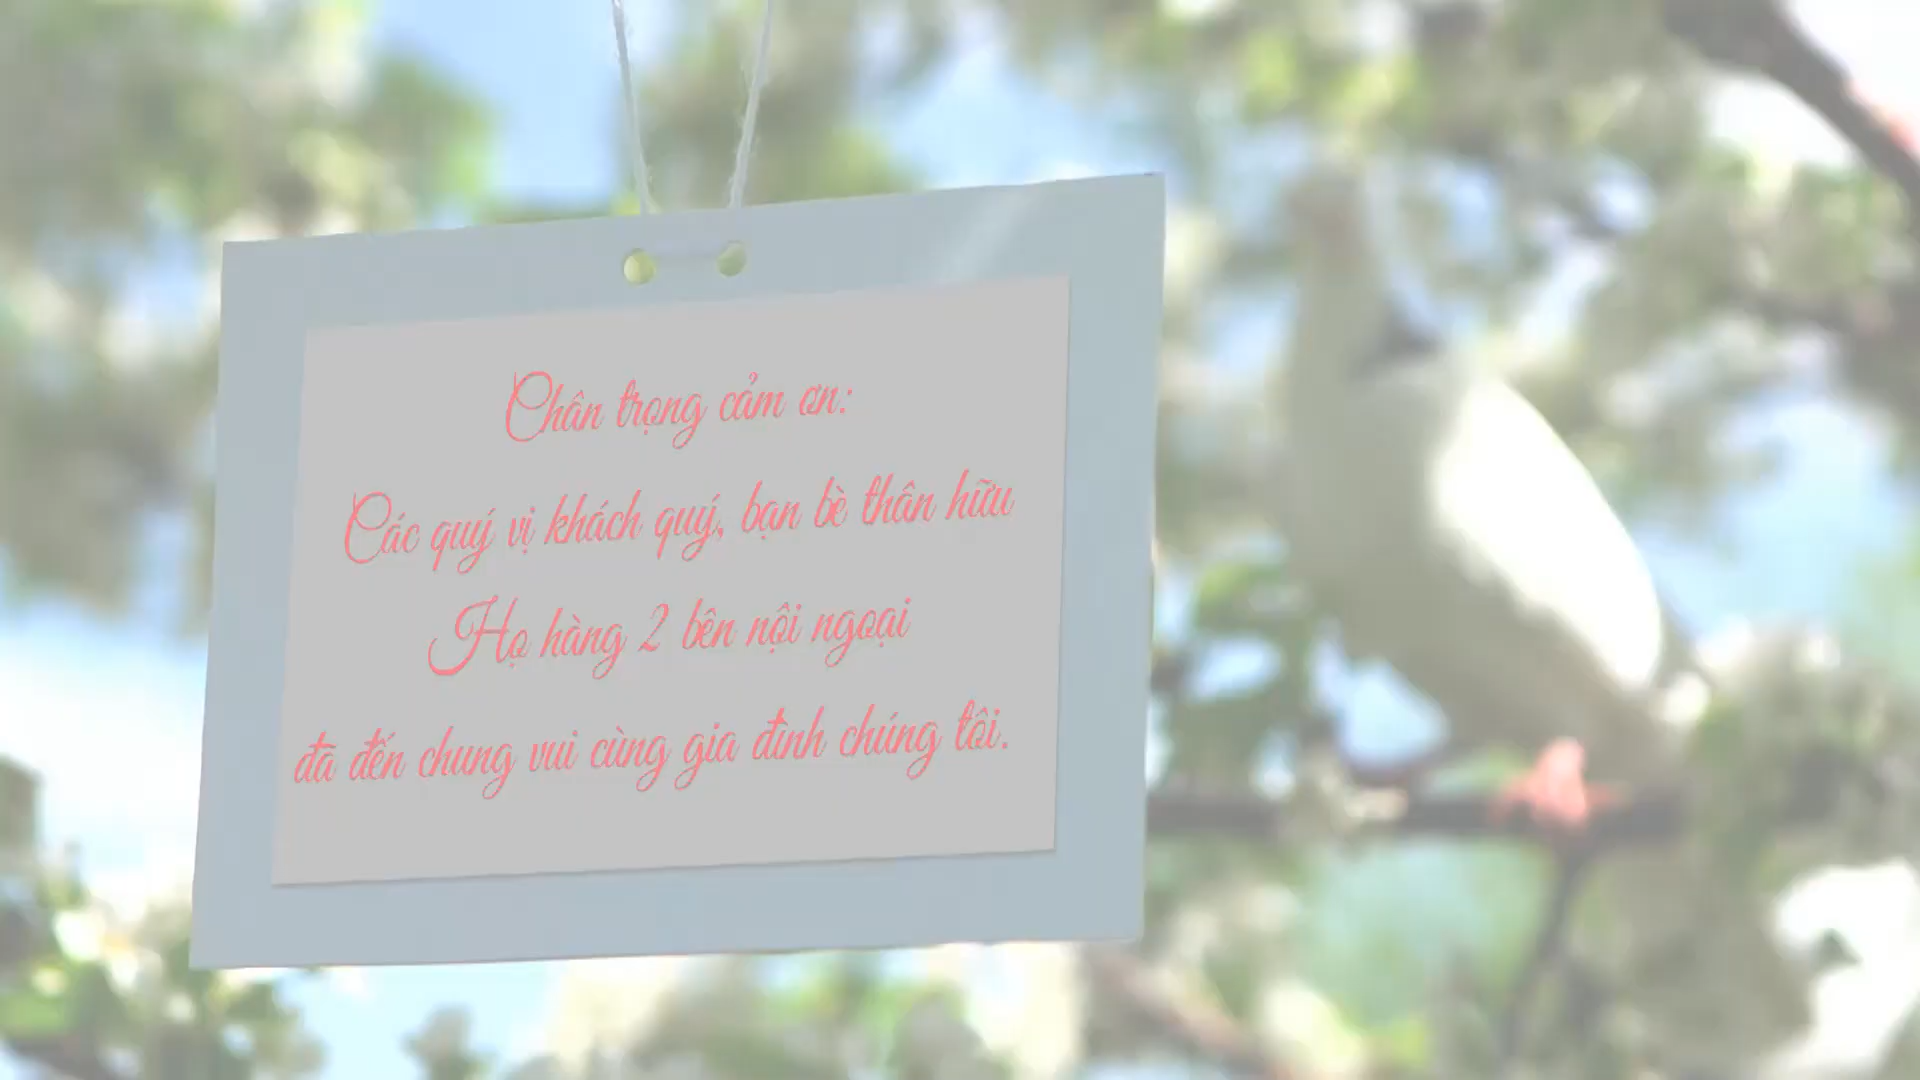 Chân trọng cảm ơn:
Các quý vị khách quý, bạn bè thân hữu
Họ hàng 2 bên nội ngoại
đã đến chung vui cùng gia đình chúng tôi.